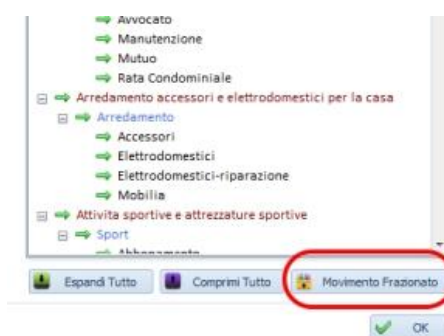 Avvocato
Manutenzione
Mutuo
Rata Condominiale
Arredamento accessori e elettrodomestici per la casa
Arredamento
Accessori
Elettrodomestici
Elettrodomestici-riparazione
Mobilia
Attivita sportive e attrezzature sportive
Sport
Abbonamento
Espandi Tutto Comprimi Tutto Movimento Frazionato
OK